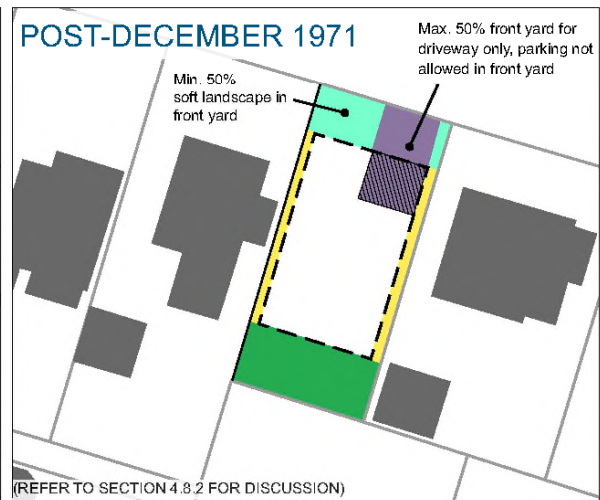 POST-DECEMBER 1971
Max. 50% front yard for
driveway only, parking not
allowed in front yard
Min. 50%
soft landscape in
front yard
(REFER TO SECTION 4.8.2 FOR DISCUSSION)